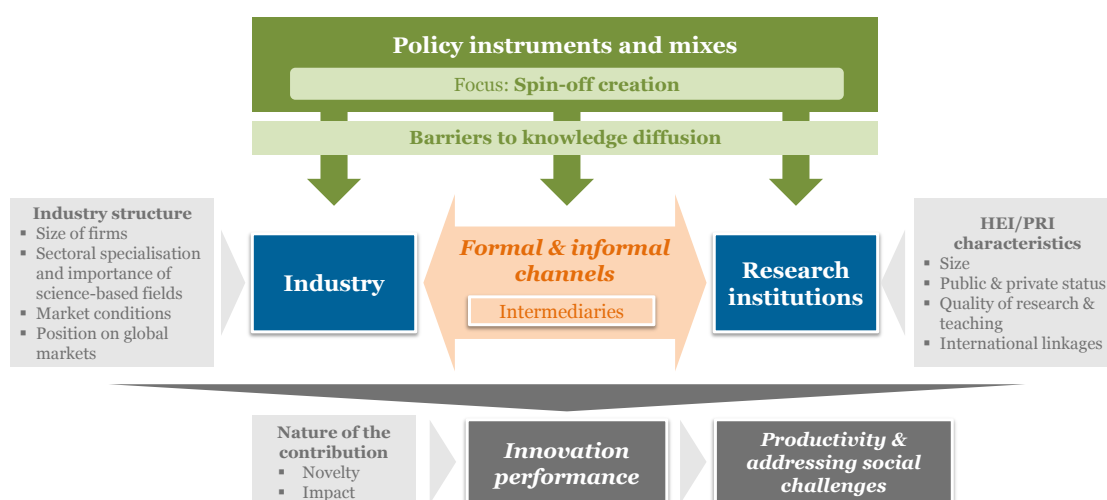 Policy instruments and mixes
Focus: Spin-off creation
Barriers to knowledge diffusion
Industry structure
▪ Size of firms
▪ Sectoral specialisation
and importance of
science-based fields
▪ Market conditions
▪ Position on global
markets
Industry
Formal & informal
channels
Intermediaries
Research
institutions
HEI/PRI
characteristics
▪ Size
▪ Public & private status
▪ Quality of research &
teaching
▪ International linkages
Nature of the
contribution
▪ Novelty
▪ Impact
Innovation
performance
Productivity &
addressing social
challenges